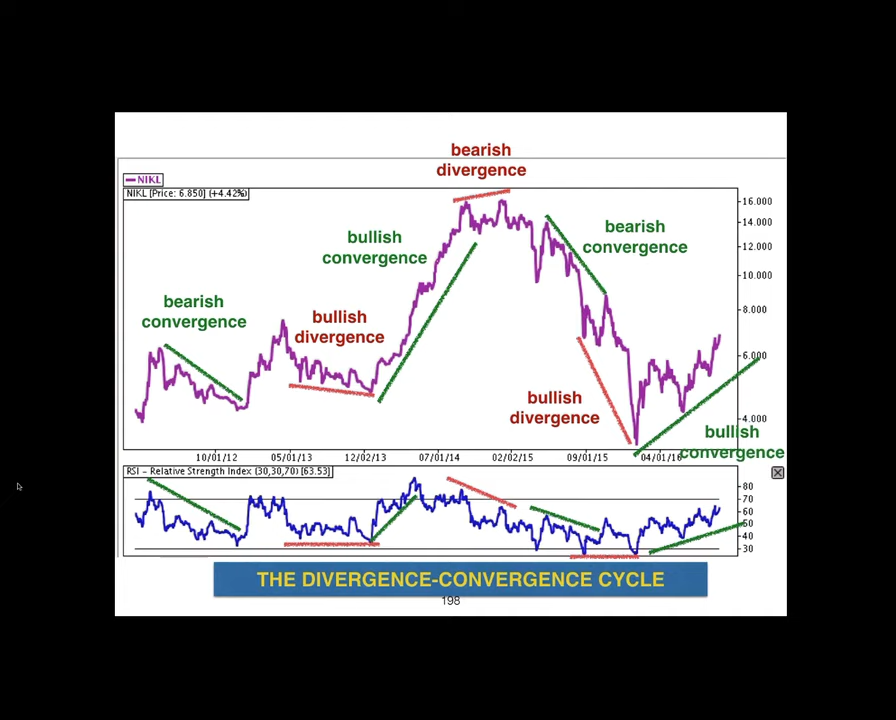 bearish
divergence
NIKL
NIKL [Price: 6.850] (+4.42%)
16.000
14.000
12.000
10.000
8.000
6.000
4.000
bullish
convergence
bearish
convergence
bearish
convergence
bullish
divergence
bullish
divergence
bullish
convergence
10/01/12
05/01/13
12/02/13
07/01/14
02/02/15
09/01/15
04/01/16
RSI - Relative Strength Index (30,30,70) [63.53]
80
70
60
50
40
30
THE DIVERGENCE-CONVERGENCE CYCLE
198